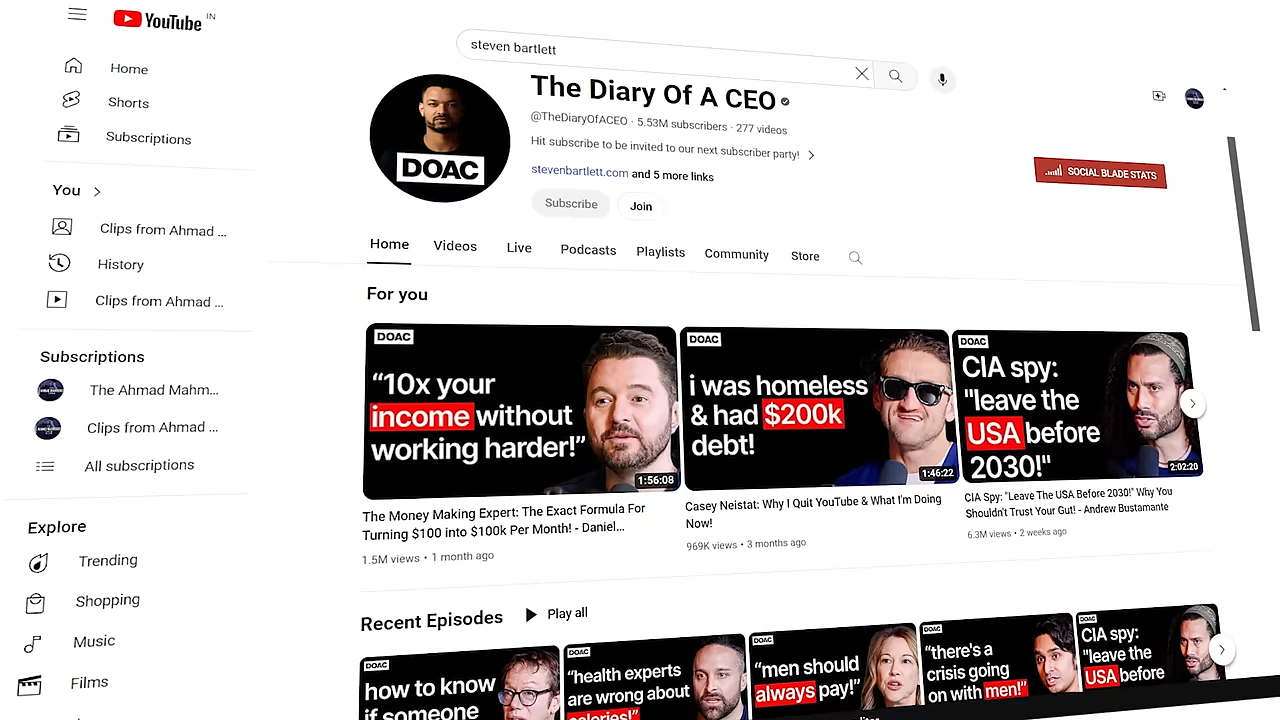 YouTube IN
steven bartlett
Home
Shorts
Subscriptions
You
Clips from Ahmad ...
History
Clips from Ahmad ...
Subscriptions
The Ahmad Mahm...
Clips from Ahmad ...
All subscriptions
Explore
Trending
Shopping
Music
Films
DOAC
The Diary Of A CEO
@TheDiaryOfACEO · 5.53M subscribers · 277 videos
Hit subscribe to be invited to our next subscriber party!
stevenbartlett.com and 5 more links
Subscribe
Join
SOCIAL BLADE STATS
Home
Videos
Live
Podcasts
Playlists
Community
Store
For you
DOAC
“10x your
income without
working harder!”
1:56:08
The Money Making Expert: The Exact Formula For
Turning $100 into $100k Per Month! - Daniel...
1.5M views • 1 month ago
DOAC
i was homeless
& had $200k
debt!
1:46:22
Casey Neistat: Why I Quit YouTube & What I'm Doing
Now!
969K views • 3 months ago
DOAC
CIA spy:
"leave the
USA before
2030!"
2:02:20
CIA Spy: "Leave The USA Before 2030!" Why You
Shouldn't Trust Your Gut! - Andrew Bustamante
6.3M views • 2 weeks ago
Recent Episodes
Play all
DOAC
how to know
if someone
DOAC
“health experts
are wrong about
calories!”
DOAC
“men should
always pay!”
DOAC
“there's a
crisis going
on with men!”
DOAC
CIA spy:
"leave the
USA before